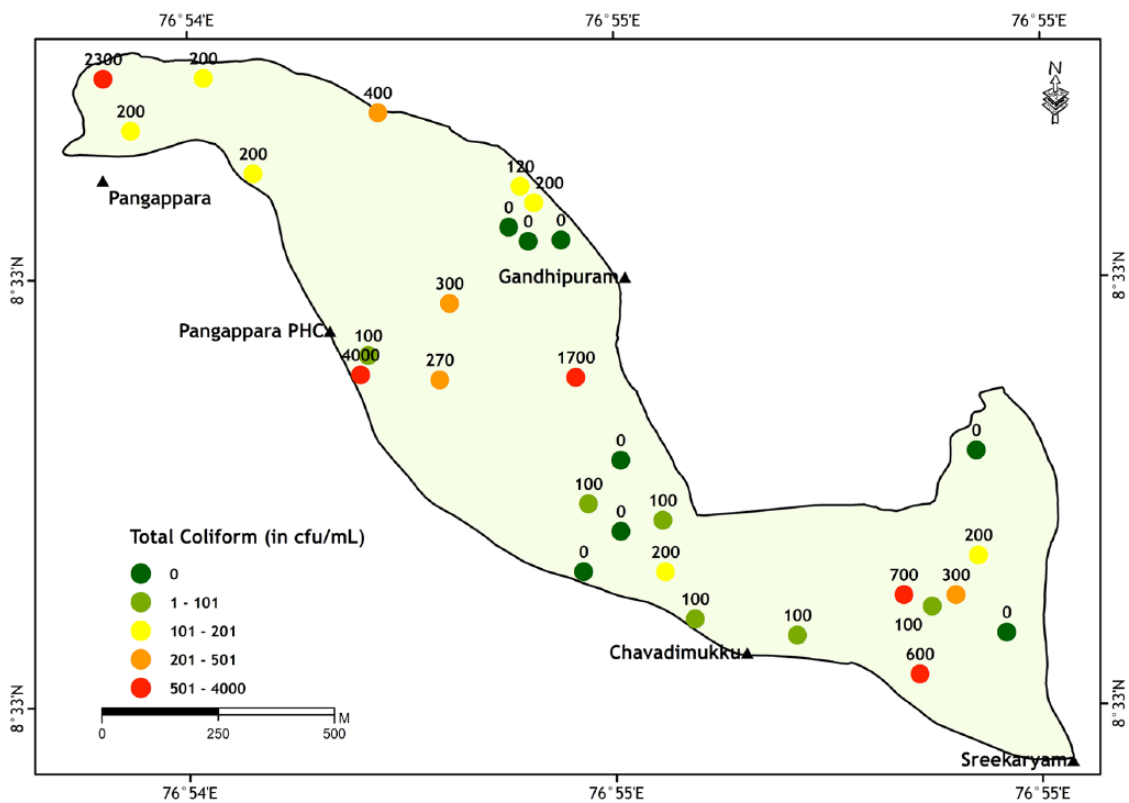 76°54'E 76°55'E 76°55'E
N
2300
200
400
200
200
Pangappara
120
200
0
0
0
8°33'N
8°33'N
Gandhipuram
300
Pangappara PHC
100
4000
270
1700
0
0
100
100
0
Total Coliform (in cfu/mL)
0
1 - 101
101 - 201
201 - 501
501 - 4000
0 250 500
M
0
200
100
100
Chavadimukku
200
700
300
100
0
600
8°33'N
8°33'N
Sreekaryam
76°54'E 76°55'E 76°55'E